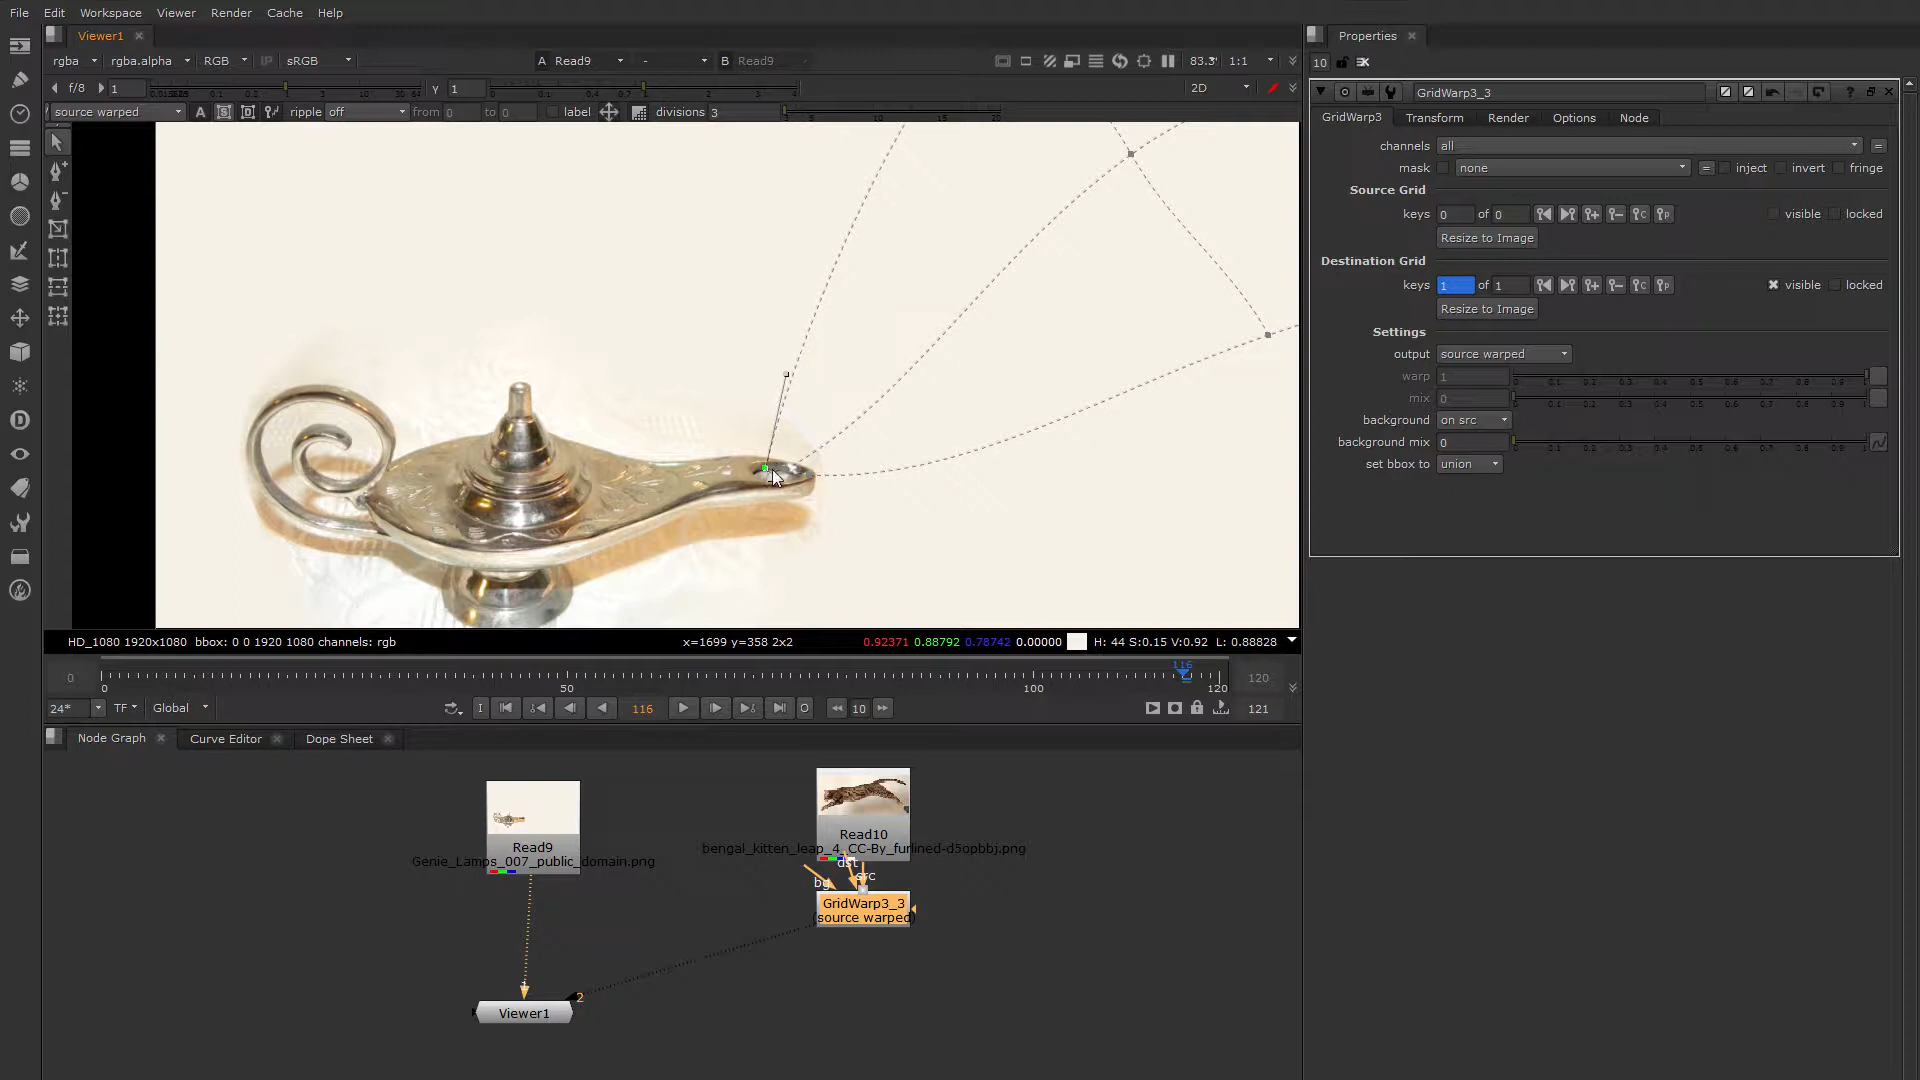 File Edit Workspace Viewer Render Cache Help
Viewer1
Properties
rgba rgba.alpha RGB IP sRGB A Read9 - B Read9 83.3 1:1
10
f/8 1 γ 1 2D
GridWarp3_3
source warped A S D ripple off from 0 to 0 label divisions 3
GridWarp3 Transform Render Options Node
channels all =
mask none = inject invert fringe
Source Grid
keys 0 of 0 visible locked
Resize to Image
Destination Grid
keys 1 of 1 visible locked
Resize to Image
Settings
output source warped
warp 1
mix 0
background on src
background mix 0
set bbox to union
HD_1080 1920x1080 bbox: 0 0 1920 1080 channels: rgb x=1699 y=358 2x2 0.92371 0.88792 0.78742 0.00000 H: 44 S:0.15 V:0.92 L: 0.88828
116
0 0 50 100 120 120
24* TF Global I 116 O 10 121
Node Graph Curve Editor Dope Sheet
Read9
Genie_Lamps_007_public_domain.png
Read10
bengal_kitten_leap_4_CC-By_furlined-d5opbbj.png
dst
src
bg
GridWarp3_3
(source warped)
1
2
Viewer1